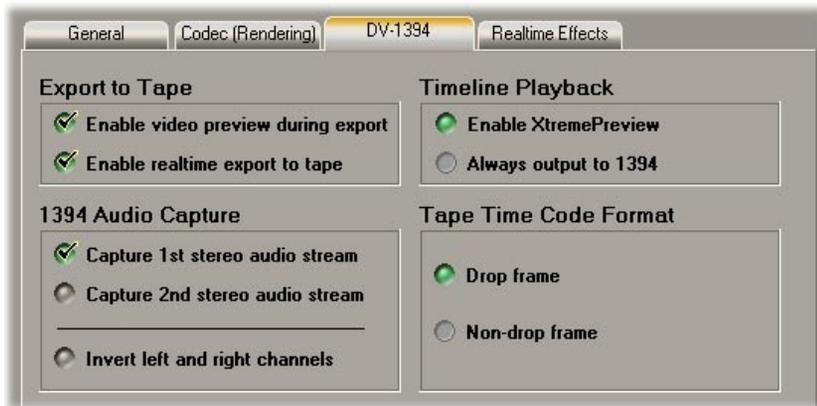 General
Codec (Rendering)
DV-1394
Realtime Effects
Export to Tape
Enable video preview during export
Enable realtime export to tape
Timeline Playback
Enable XtremePreview
Always output to 1394
1394 Audio Capture
Capture 1st stereo audio stream
Capture 2nd stereo audio stream
Invert left and right channels
Tape Time Code Format
Drop frame
Non-drop frame